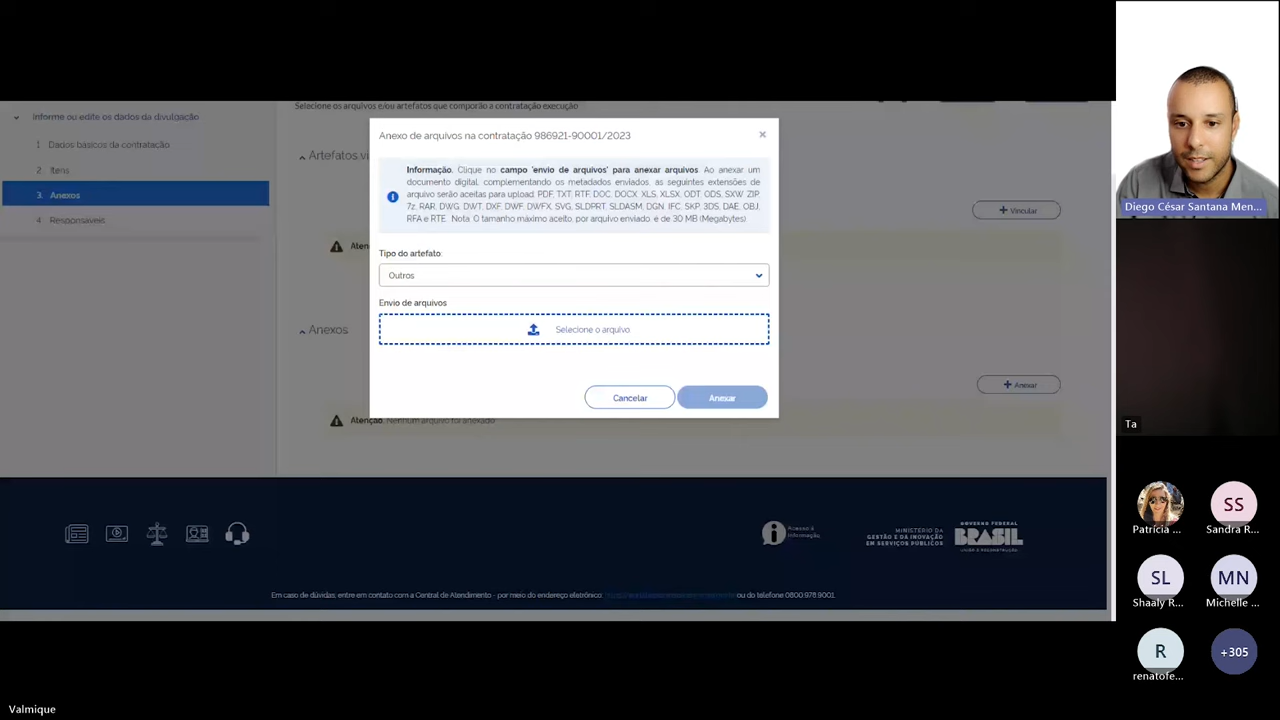 Selecione os arquivos e/ou artefatos que comporão a contratação execução
Informe ou edite os dados da divulgação
1 Dados básicos da contratação
2 Itens
3 Anexos
4 Responsáveis
Artefatos vi
+ Vincular
Aten
Anexos
+ Anexar
Atenção. Nenhum arquivo foi anexado
Anexo de arquivos na contratação 986921-90001/2023
×
Informação. Clique no campo 'envio de arquivos' para anexar arquivos. Ao anexar um
documento digital, complementando os metadados enviados, as seguintes extensões de
arquivo serão aceitas para upload: PDF, TXT, RTF, DOC, DOCX, XLS, XLSX, ODT, ODS, SXW, ZIP,
7z, RAR, DWG, DWT, DXF, DWF, DWFX, SVG, SLDPRT, SLDASM, DGN, IFC, SKP, 3DS, DAE, OBJ,
RFA e RTE. Nota: O tamanho máximo aceito, por arquivo enviado, é de 30 MB (Megabytes).
Tipo do artefato:
Outros
Envio de arquivos
Selecione o arquivo
Cancelar
Anexar
Acesso à
Informação
MINISTÉRIO DA
GESTÃO E DA INOVAÇÃO
EM SERVIÇOS PÚBLICOS
GOVERNO FEDERAL
BRASIL
UNIÃO E RECONSTRUÇÃO
Em caso de dúvidas, entre em contato com a Central de Atendimento - por meio do endereço eletrônico:
ou do telefone 0800.978.9001.
Diego César Santana Men...
Ta
Patrícia ...
SS
Sandra R...
SL
Shaaly R...
MN
Michelle ...
R
renatofe...
+305
Valmique